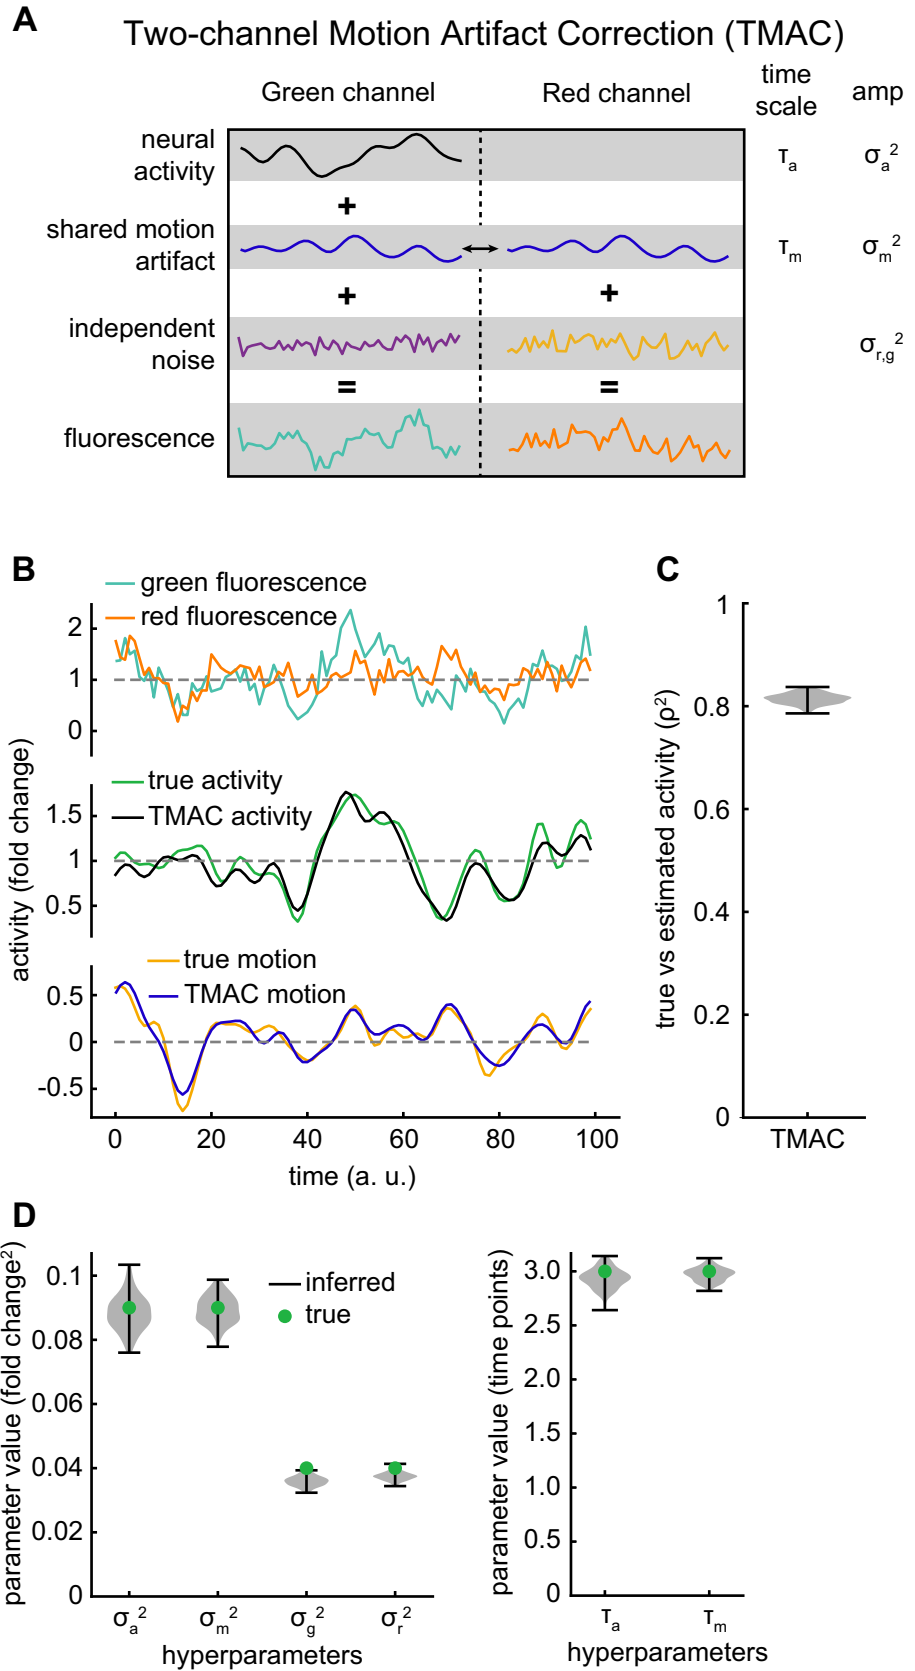 A
Two-channel Motion Artifact Correction (TMAC)
Green channel
Red channel
time
scale
amp
neural
activity
τa
σa²
+
shared motion
artifact
τm
σm²
+
+
independent
noise
σr,g²
=
=
fluorescence
B
green fluorescence
red fluorescence
2
1
0
true activity
TMAC activity
1.5
1
0.5
true motion
TMAC motion
0.5
0
-0.5
activity (fold change)
0 20 40 60 80 100
time (a. u.)
C
1
0.8
0.6
0.4
0.2
0
true vs estimated activity (ρ²)
TMAC
D
parameter value (fold change²)
0.1
0.08
0.06
0.04
0.02
0
inferred
true
σa² σm² σg² σr²
hyperparameters
parameter value (time points)
3.0
2.5
2.0
1.5
1.0
0.5
0
τa τm
hyperparameters